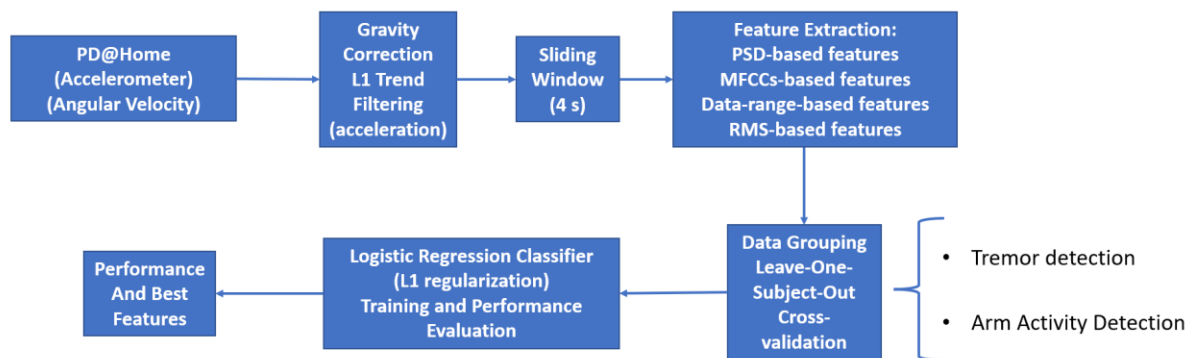 PD@Home
(Accelerometer)
(Angular Velocity)
Gravity
Correction
L1 Trend
Filtering
(acceleration)
Sliding
Window
(4 s)
Feature Extraction:
PSD-based features
MFCCs-based features
Data-range-based features
RMS-based features
Data Grouping
Leave-One-
Subject-Out
Cross-
validation
• Tremor detection
• Arm Activity Detection
Logistic Regression Classifier
(L1 regularization)
Training and Performance
Evaluation
Performance
And Best
Features